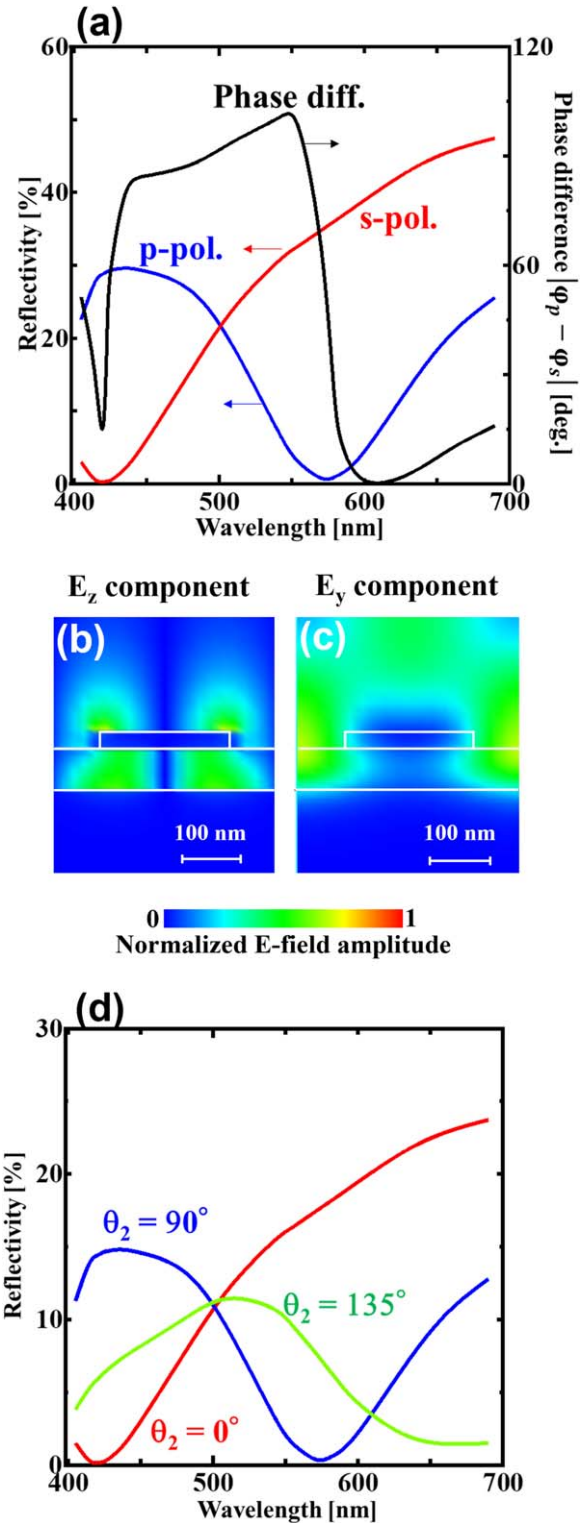 (a)
60
120
Phase diff.
40
s-pol.
p-pol.
60
20
0
0
400
500
600
700
Reflectivity [%]
Phase difference |φp − φs| [deg.]
Wavelength [nm]
Ez component
Ey component
(b)
(c)
100 nm
100 nm
0
1
Normalized E-field amplitude
(d)
30
20
θ2 = 90°
10
θ2 = 135°
θ2 = 0°
0
400
500
600
700
Reflectivity [%]
Wavelength [nm]